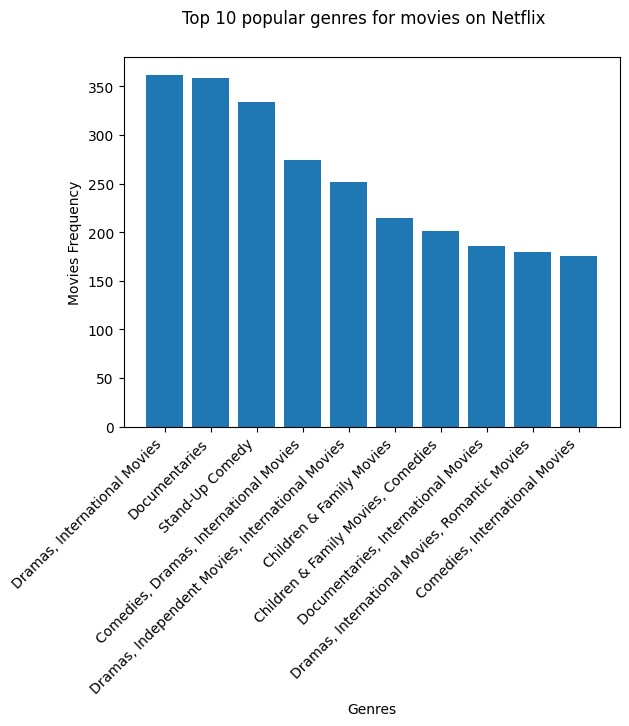 Top 10 popular genres for movies on Netflix
Movies Frequency
350
300
250
200
150
100
50
0
Dramas, International Movies
Documentaries
Stand-Up Comedy
Comedies, Dramas, International Movies
Dramas, Independent Movies, International Movies
Children & Family Movies
Children & Family Movies, Comedies
Documentaries, International Movies
Dramas, International Movies, Romantic Movies
Comedies, International Movies
Genres